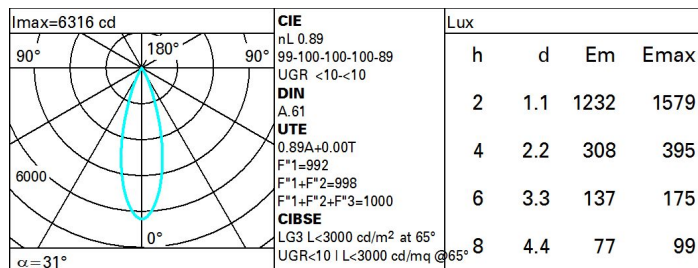 Imax=6316 cd
90° 180° 90°
6000
0°
α=31°
CIE
nL 0.89
99-100-100-100-89
UGR <10-<10
DIN
A.61
UTE
0.89A+0.00T
F"1=992
F"1+F"2=998
F"1+F"2+F"3=1000
CIBSE
LG3 L<3000 cd/m² at 65°
UGR<10 | L<3000 cd/mq @65°
Lux
h d Em Emax
2 1.1 1232 1579
4 2.2 308 395
6 3.3 137 175
8 4.4 77 99